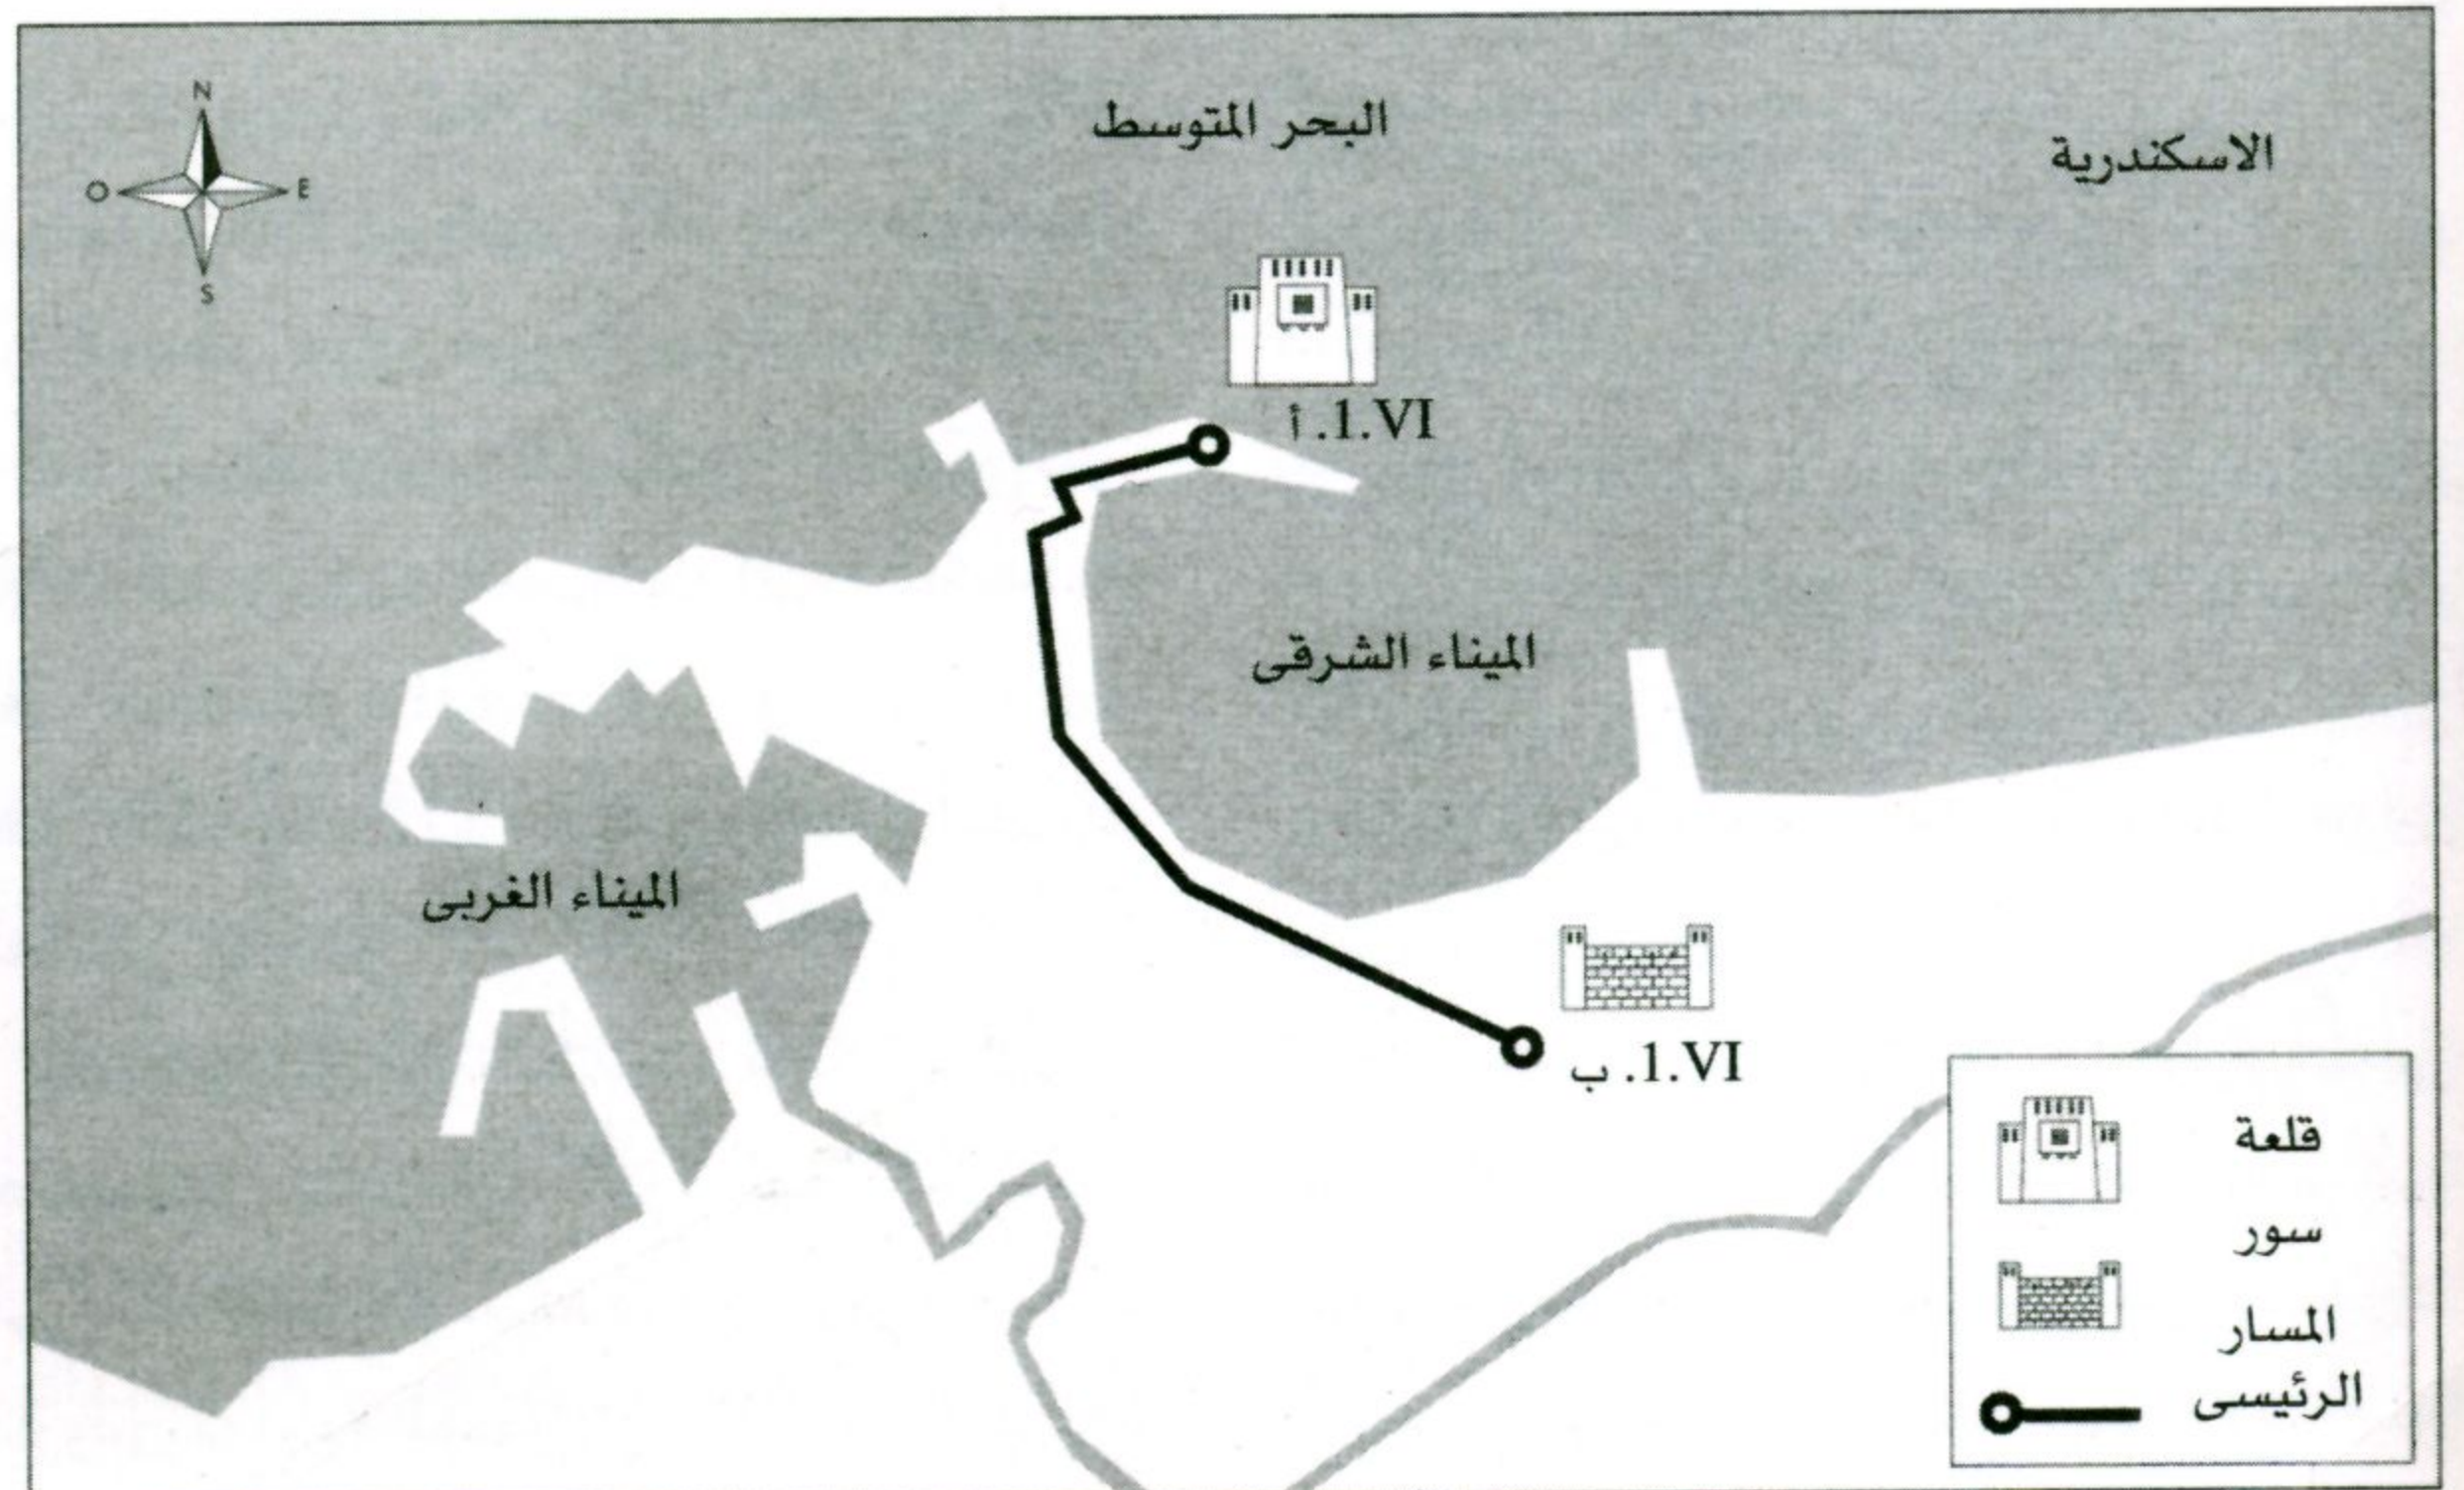 N
البحر المتوسط
الاسكندرية
O
E
S
VI.1. أ
الميناء الشرقى
الميناء الغربى
VI.1. ب
قلعة
سور
المسار
الرئيسى